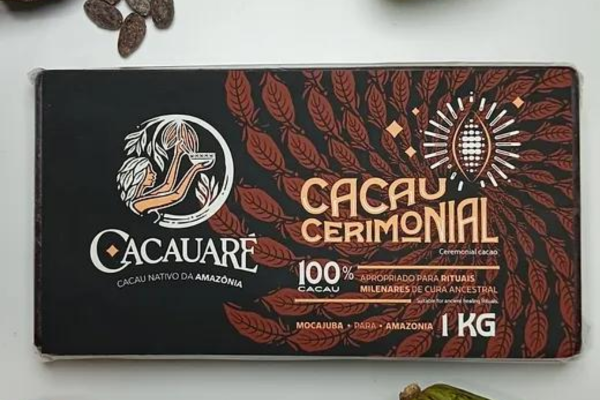 CACAUARÉ
CACAU NATIVO DA AMAZÔNIA
CACAU
CERIMONIAL
Ceremonial cacao
100%
CACAU
APROPRIADO PARA RITUAIS
MILENARES DE CURA ANCESTRAL
Suitable for ancient healing rituals
MOCAJUBA • PARÁ • AMAZONIA
1 KG